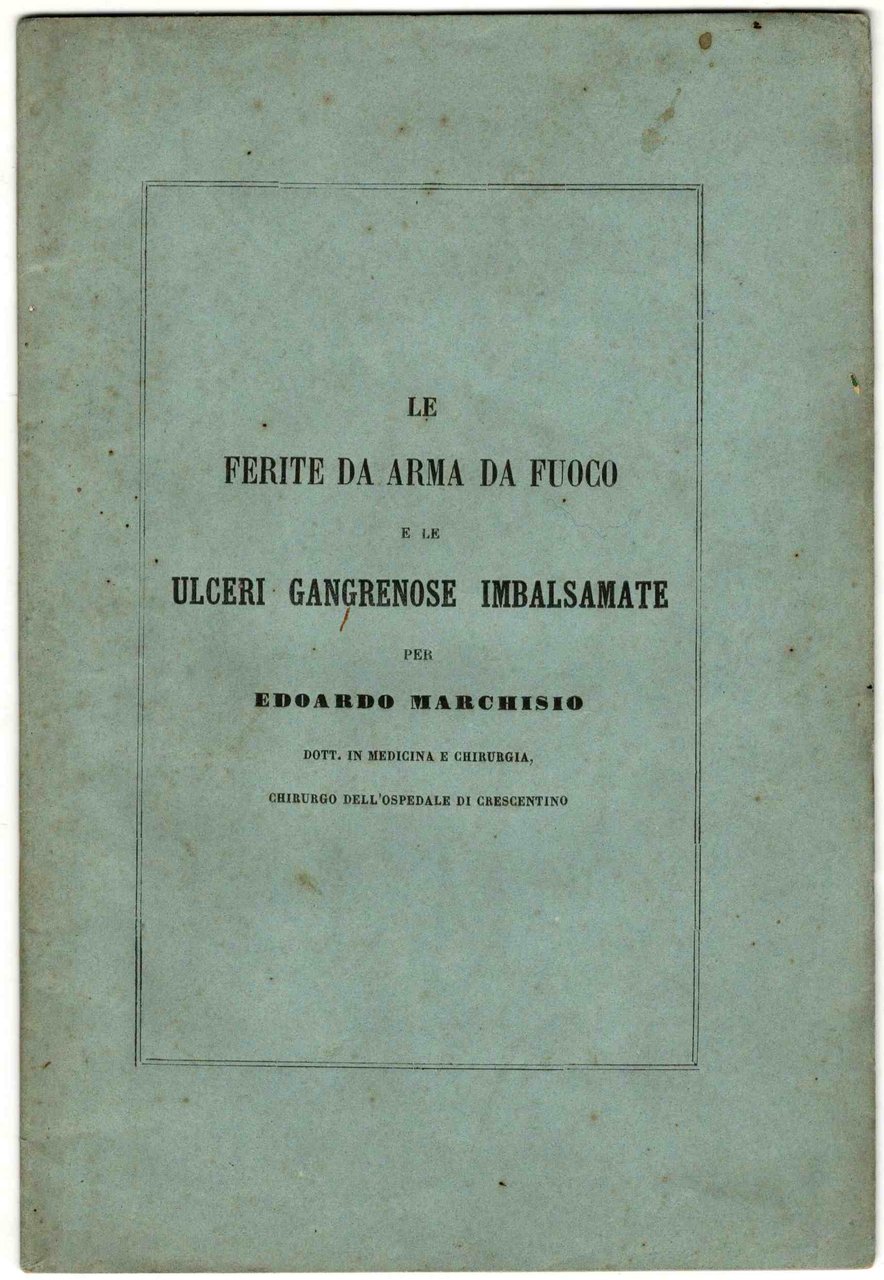 LE
FERITE DA ARMA DA FUOCO
E LE
ULCERI GANGRENOSE IMBALSAMATE
PER
EDOARDO MARCHISIO
DOTT. IN MEDICINA E CHIRURGIA,
CHIRURGO DELL'OSPEDALE DI CRESCENTINO